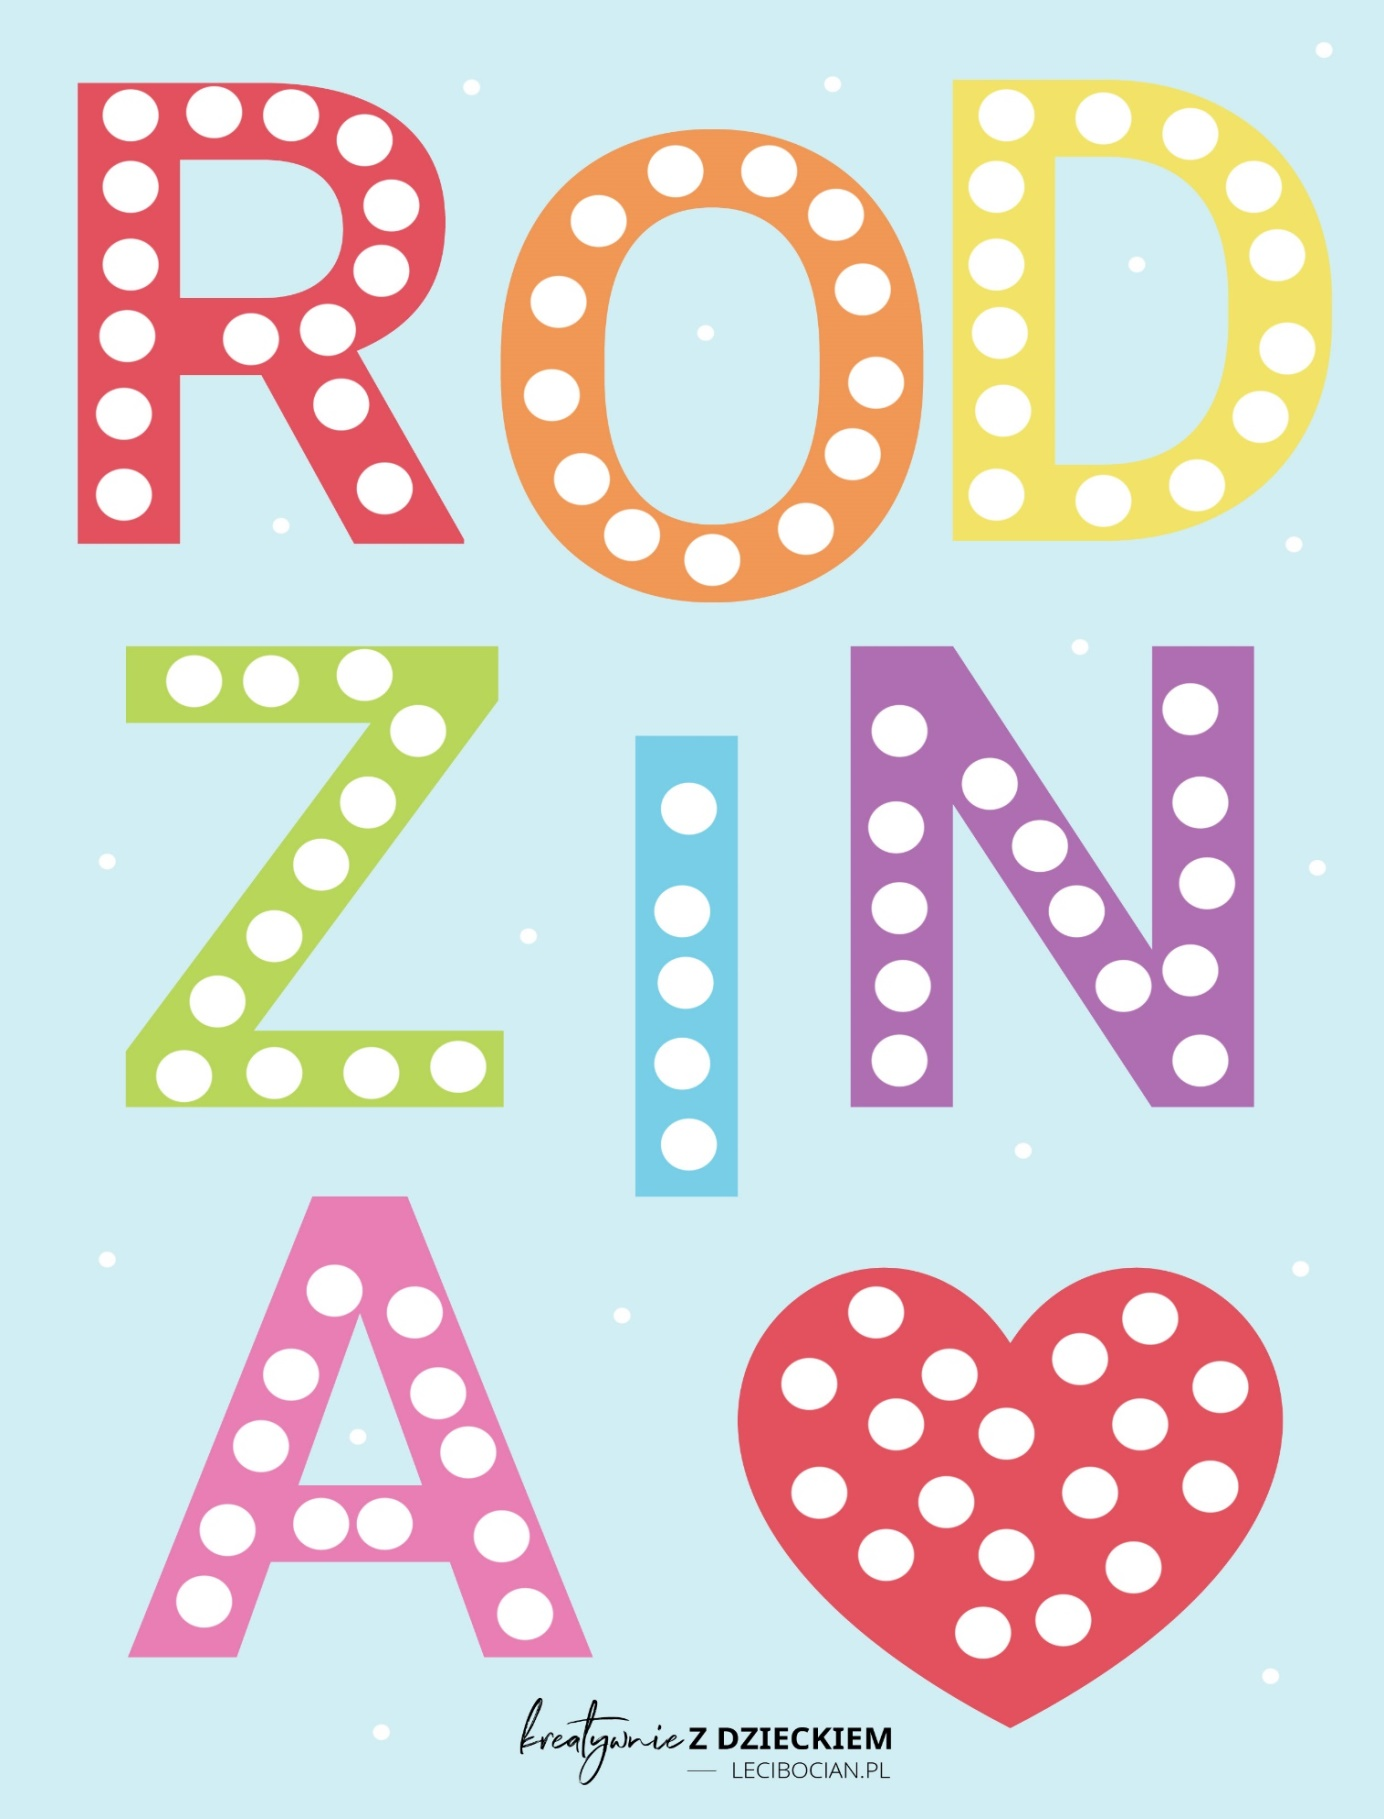 ROD
ZIN
A
kreatywnie Z DZIECKIEM
LECIBOCIAN.PL